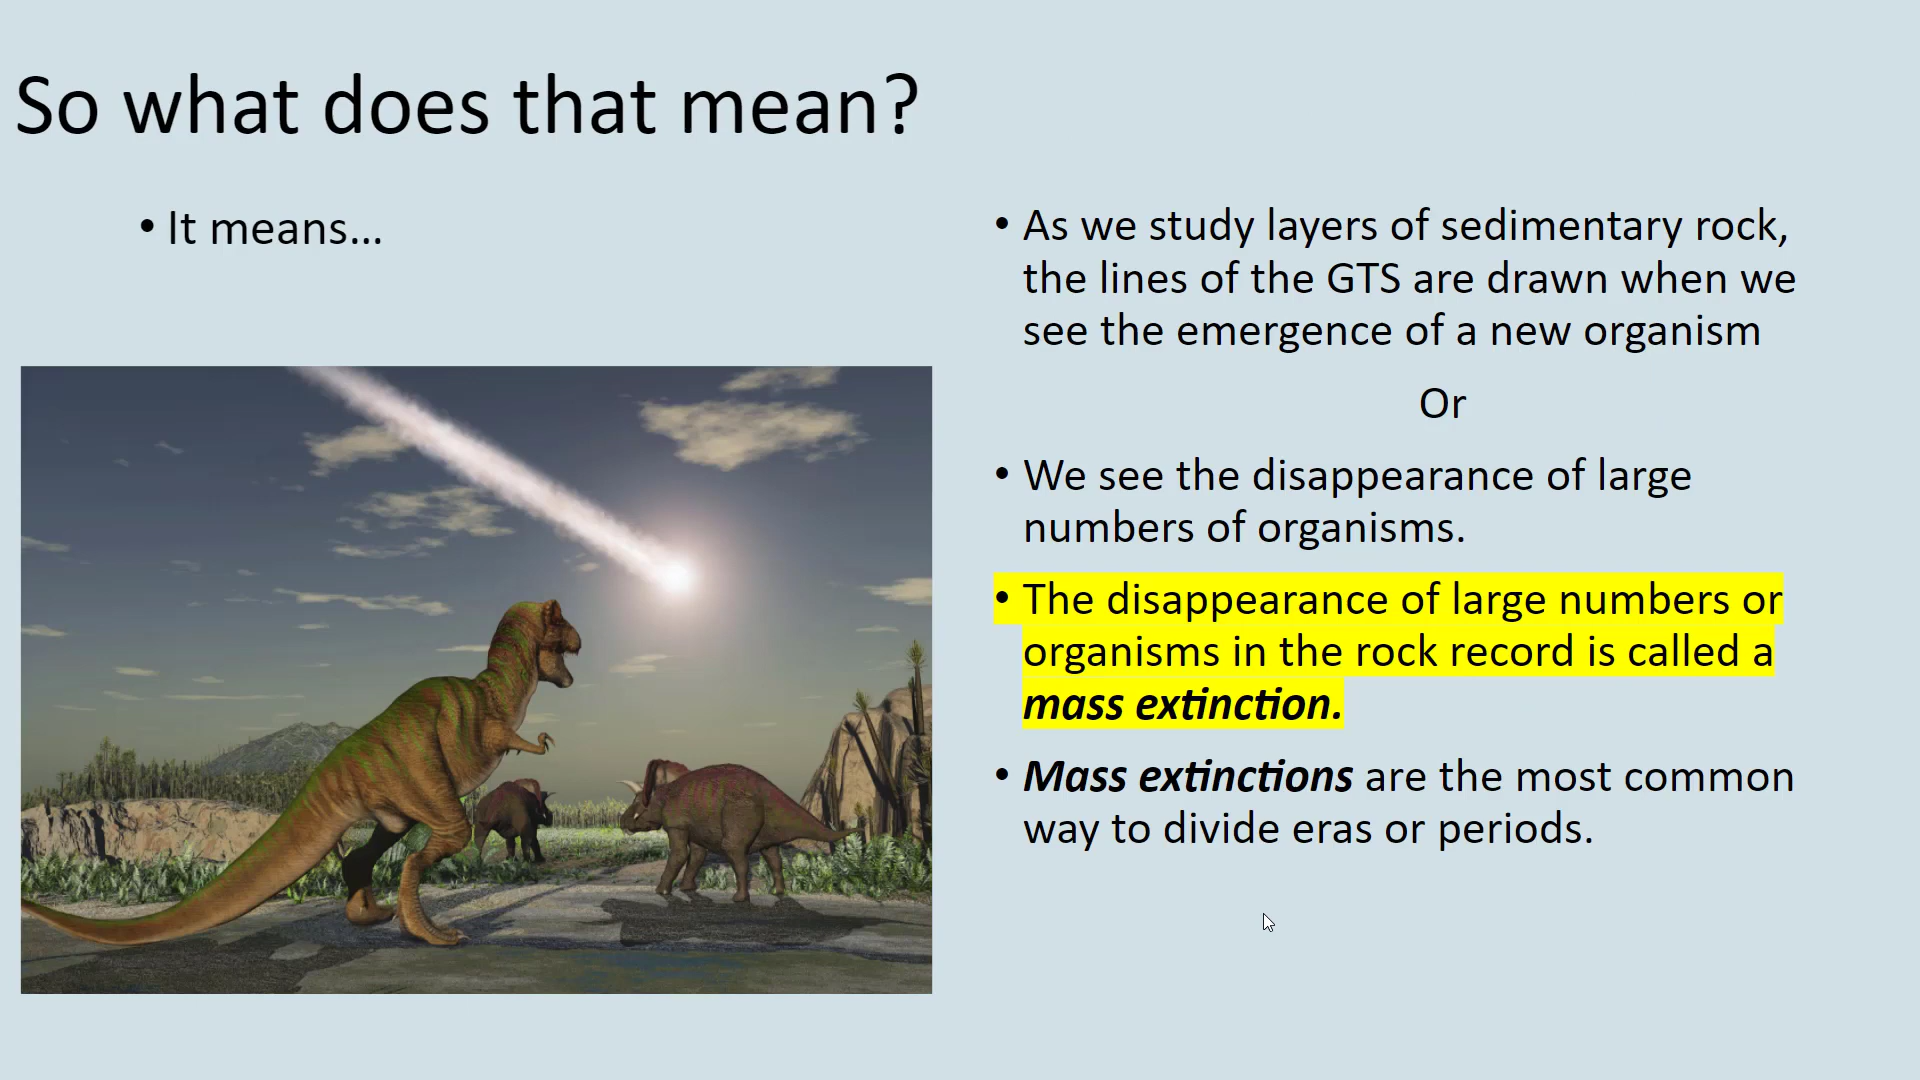 So what does that mean?
• It means...
• As we study layers of sedimentary rock,
the lines of the GTS are drawn when we
see the emergence of a new organism
Or
• We see the disappearance of large
numbers of organisms.
• The disappearance of large numbers or
organisms in the rock record is called a
mass extinction.
• Mass extinctions are the most common
way to divide eras or periods.